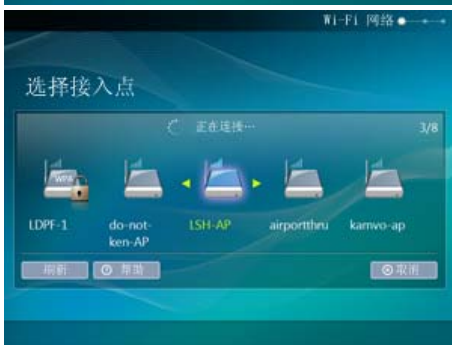 Wi-Fi 网络
选择接入点
正在连接…
3/8
WPA
LDPF-1
do-not-
ken-AP
LSH-AP
airportthru
kamvo-ap
刷新
帮助
取消